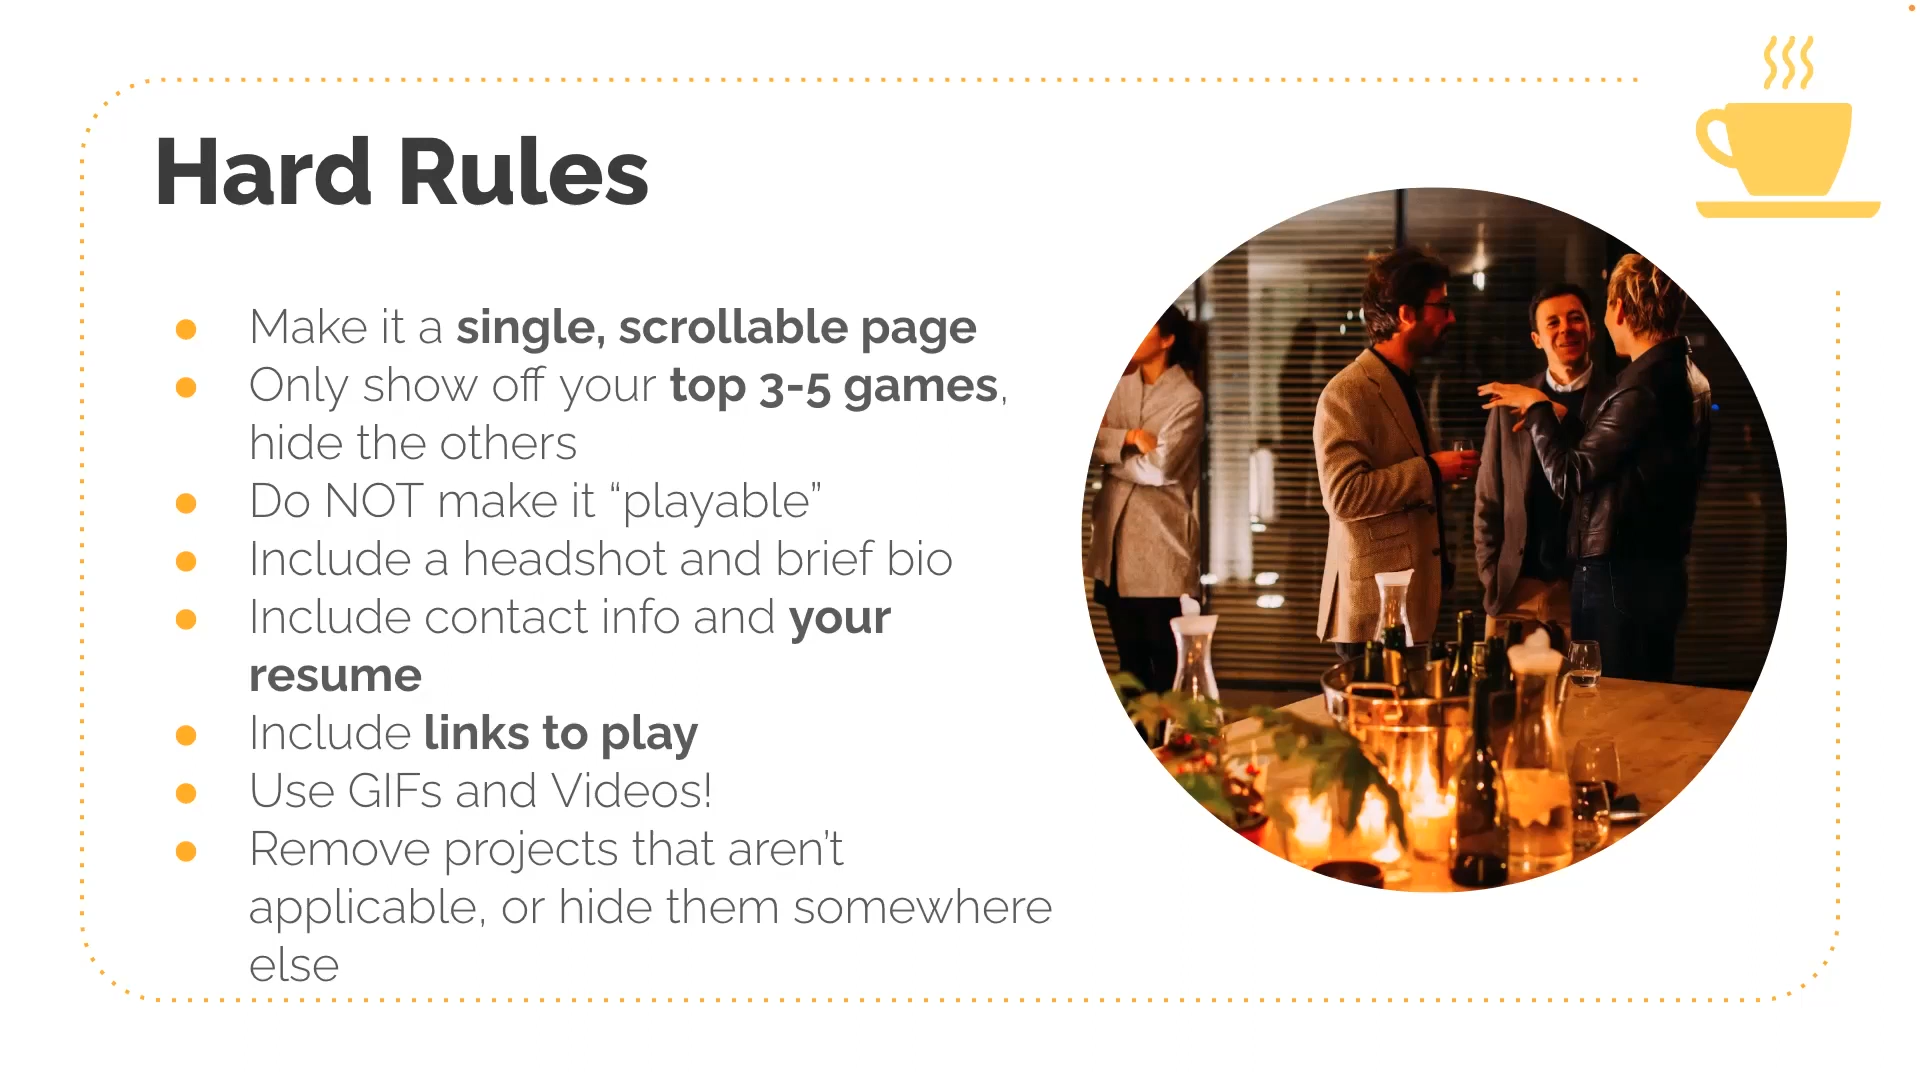 Hard Rules
● Make it a single, scrollable page
● Only show off your top 3-5 games,
hide the others
● Do NOT make it “playable”
● Include a headshot and brief bio
● Include contact info and your
resume
● Include links to play
● Use GIFs and Videos!
● Remove projects that aren’t
applicable, or hide them somewhere
else